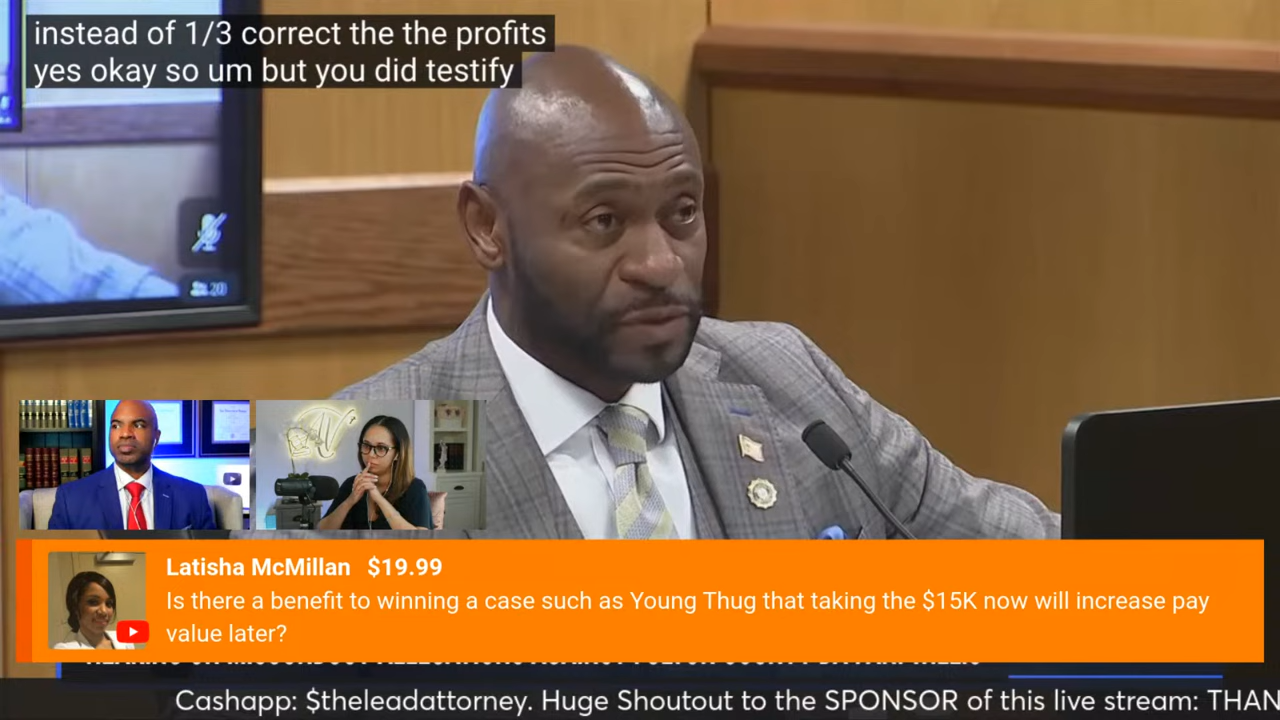 instead of 1/3 correct the the profits
yes okay so um but you did testify
Latisha McMillan $19.99
Is there a benefit to winning a case such as Young Thug that taking the $15K now will increase pay
value later?
Cashapp: $theleadattorney. Huge Shoutout to the SPONSOR of this live stream: THAN